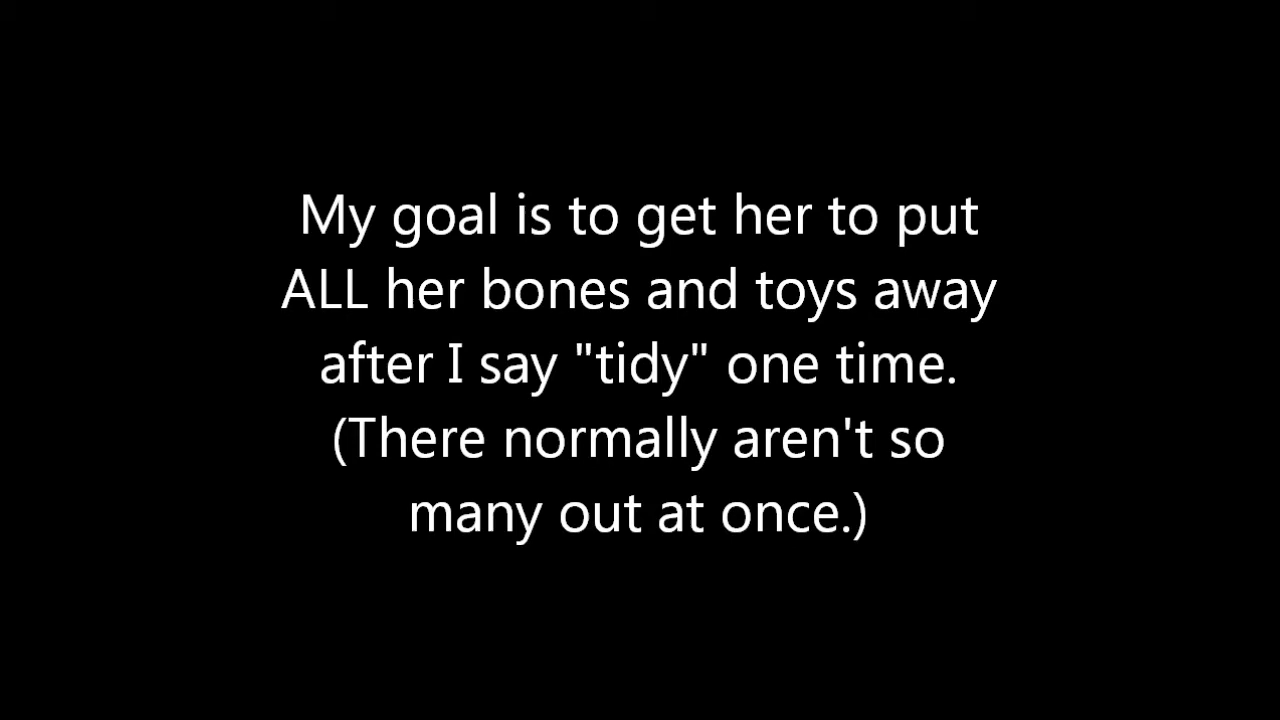 My goal is to get her to put
ALL her bones and toys away
after I say "tidy" one time.
(There normally aren't so
many out at once.)